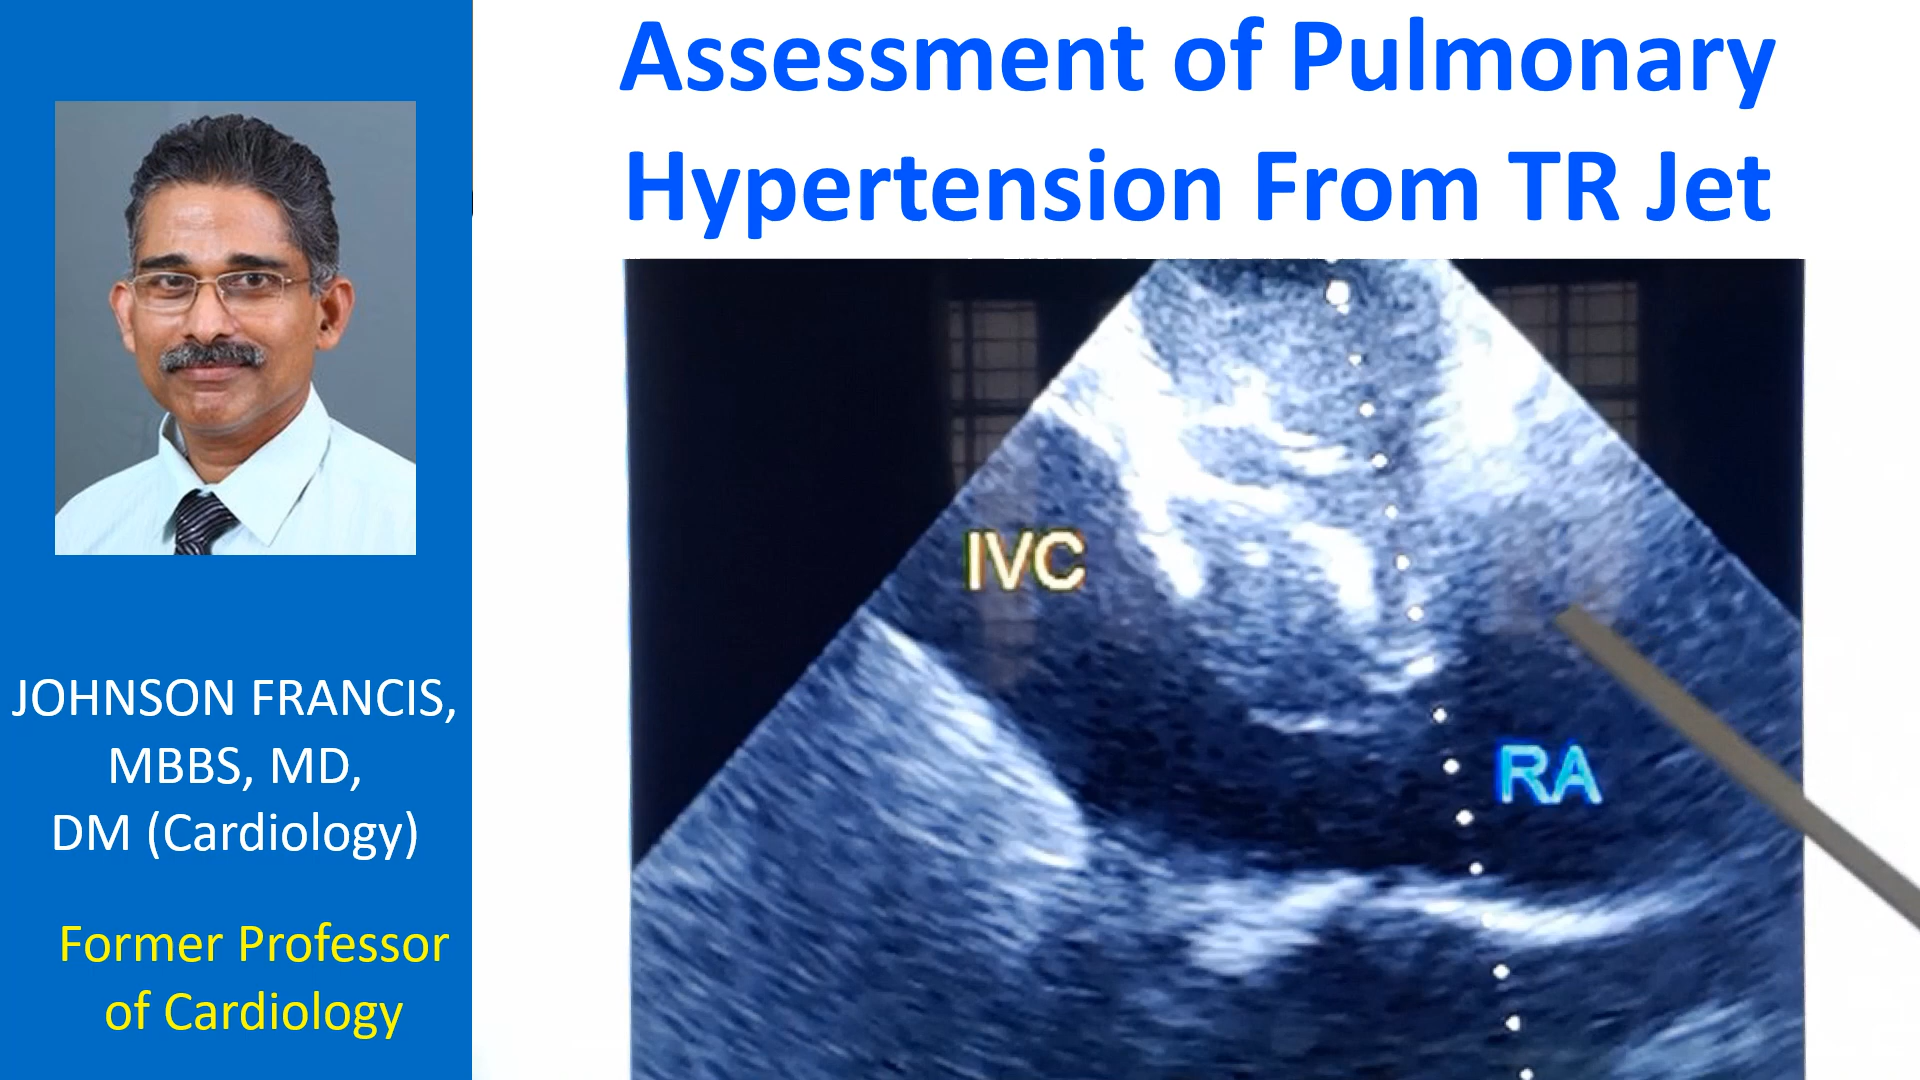 Assessment of Pulmonary
Hypertension From TR Jet
JOHNSON FRANCIS,
MBBS, MD,
DM (Cardiology)
Former Professor
of Cardiology
IVC
RA